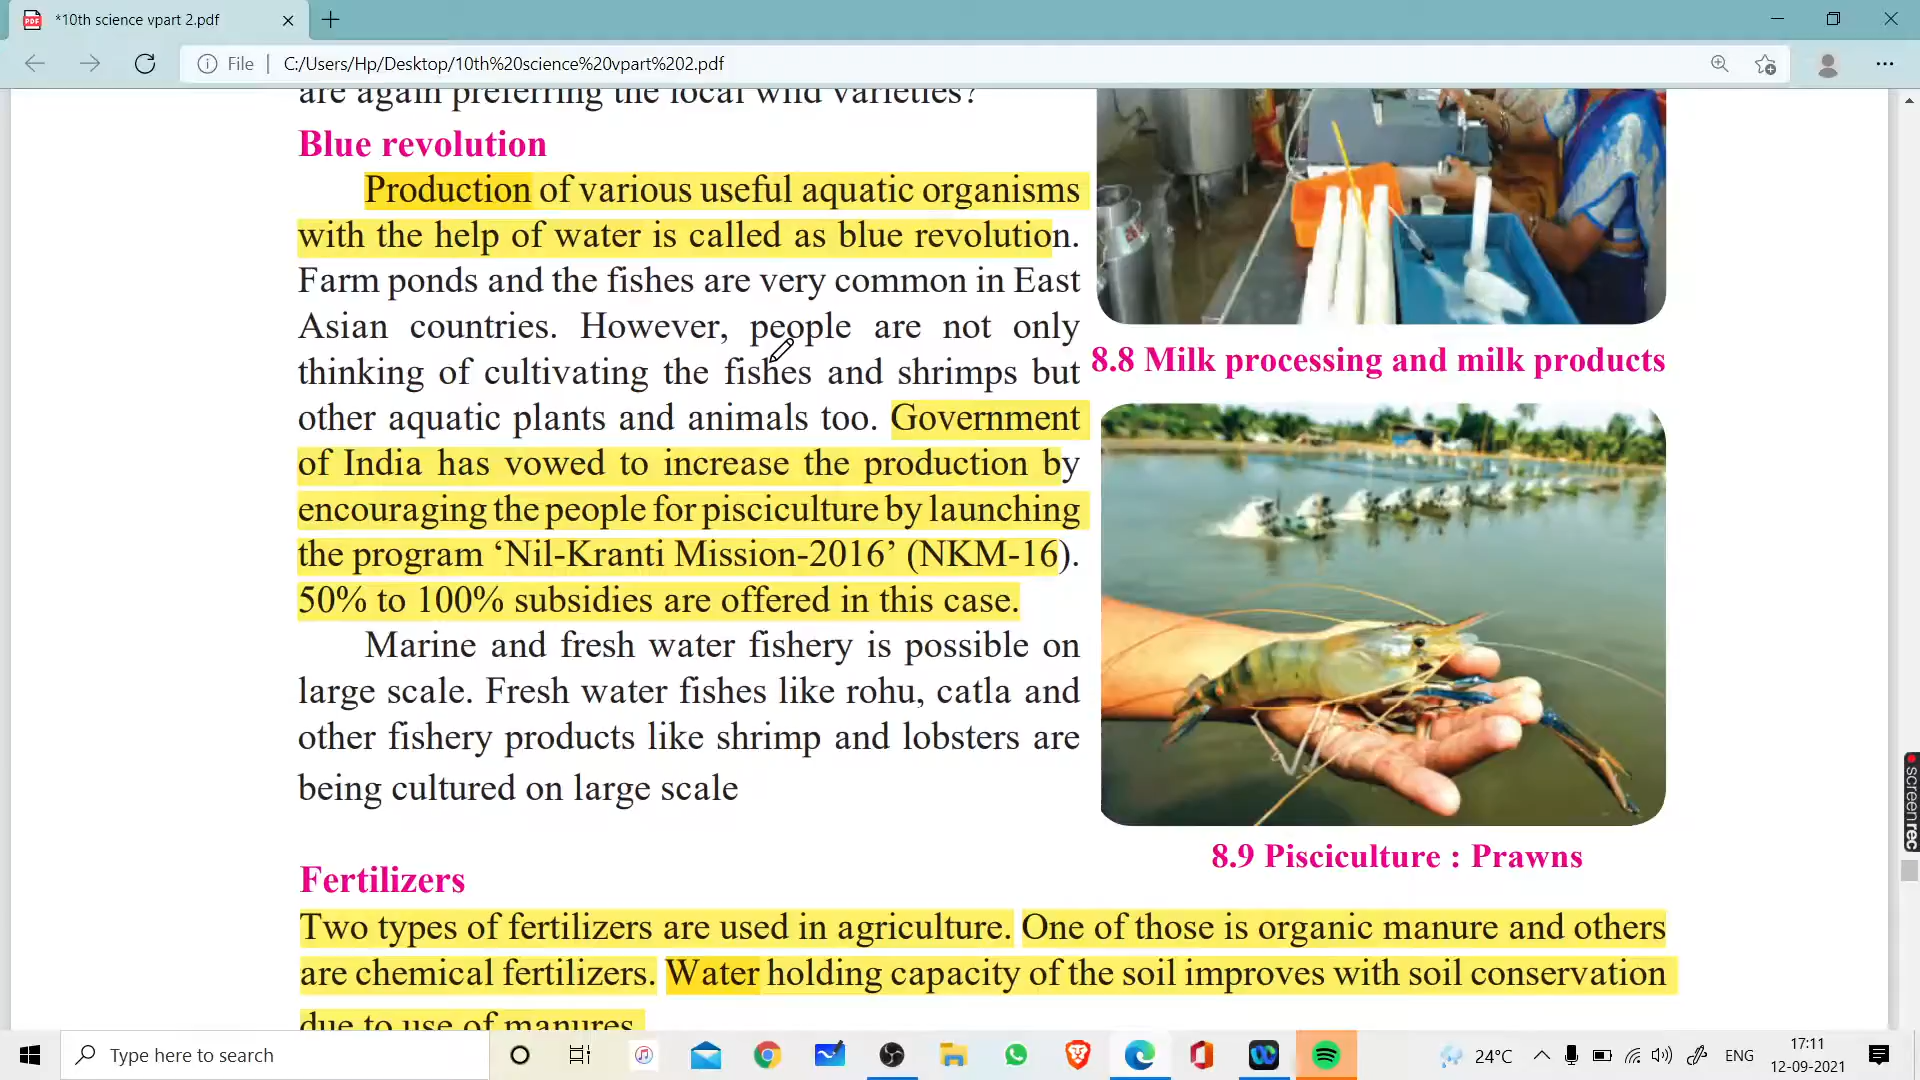 *10th science vpart 2.pdf
File
C:/Users/Hp/Desktop/10th%20science%20vpart%202.pdf
are again preferring the local wild varieties?
Blue revolution
Production of various useful aquatic organisms
with the help of water is called as blue revolution.
Farm ponds and the fishes are very common in East
Asian countries. However, people are not only
thinking of cultivating the fishes and shrimps but
other aquatic plants and animals too. Government
of India has vowed to increase the production by
encouraging the people for pisciculture by launching
the program ‘Nil-Kranti Mission-2016’ (NKM-16).
50% to 100% subsidies are offered in this case.
Marine and fresh water fishery is possible on
large scale. Fresh water fishes like rohu, catla and
other fishery products like shrimp and lobsters are
being cultured on large scale
8.8 Milk processing and milk products
8.9 Pisciculture : Prawns
Fertilizers
Two types of fertilizers are used in agriculture. One of those is organic manure and others
are chemical fertilizers. Water holding capacity of the soil improves with soil conservation
due to use of manures
screenrec
Type here to search
24°C
ENG
17:11
12-09-2021